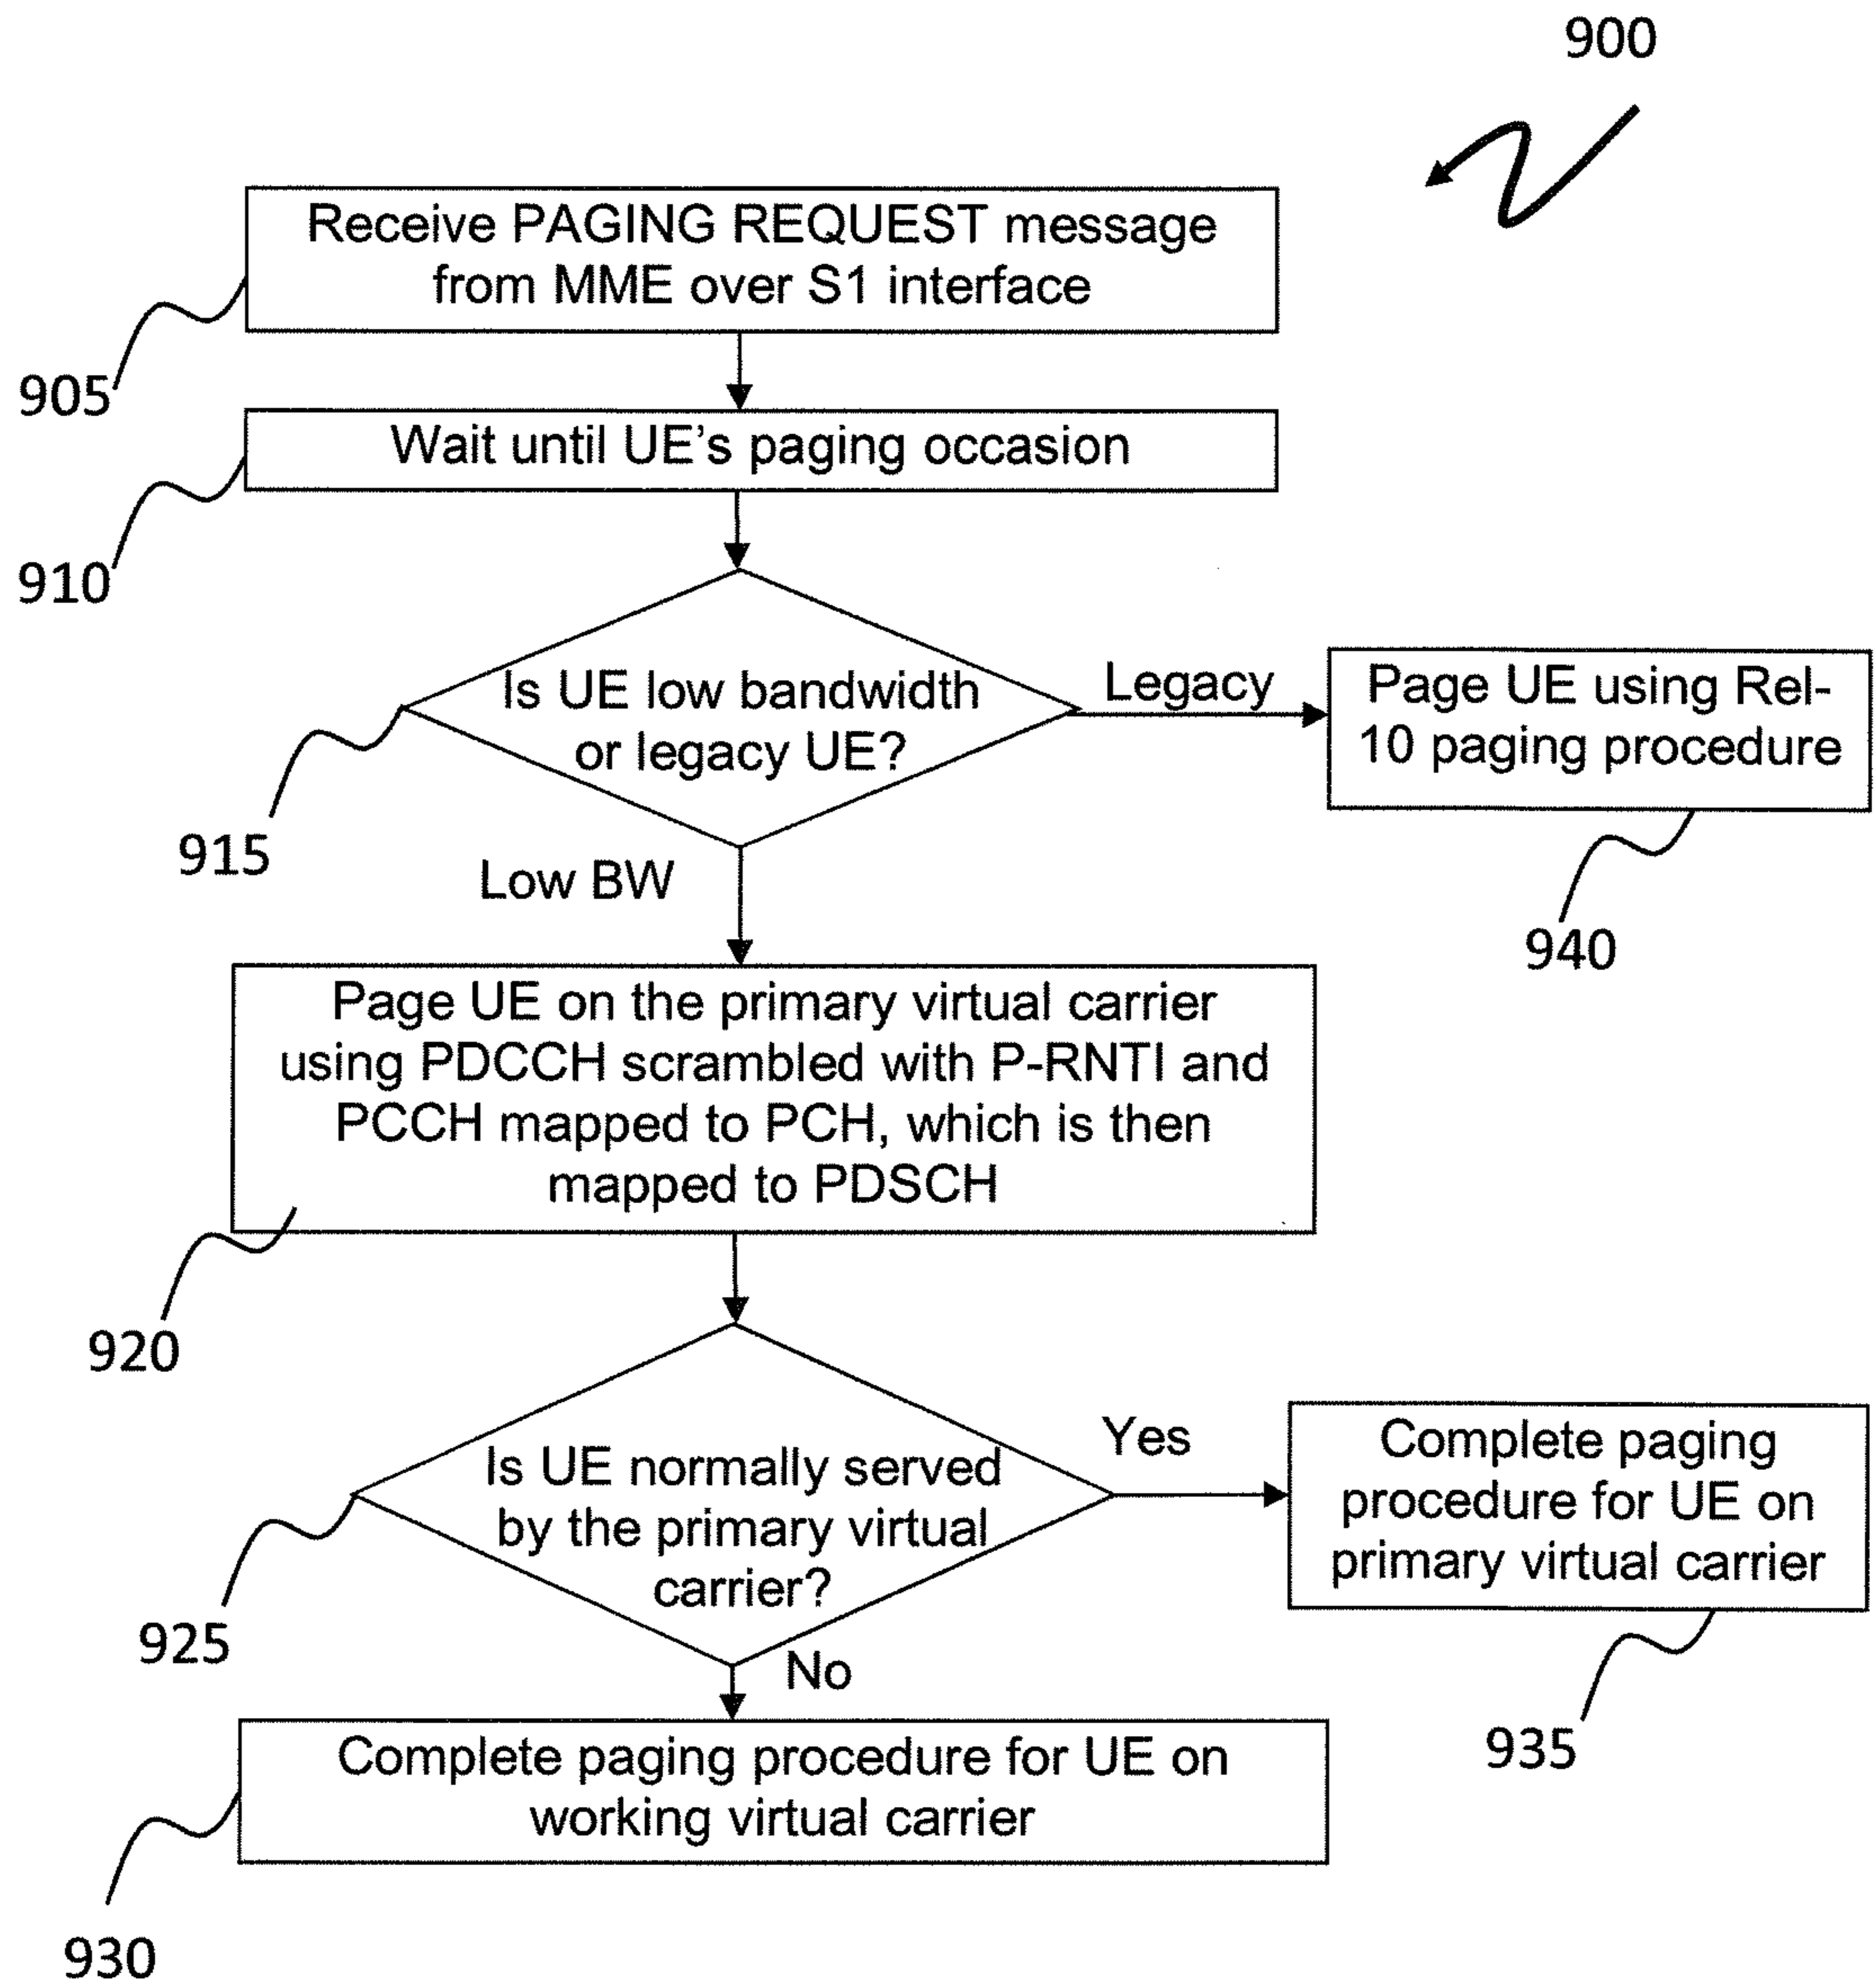 900
Receive PAGING REQUEST message
from MME over S1 interface
905
Wait until UE's paging occasion
910
Is UE low bandwidth
or legacy UE?
915
Legacy
Page UE using Rel-
10 paging procedure
940
Low BW
Page UE on the primary virtual carrier
using PDCCH scrambled with P-RNTI and
PCCH mapped to PCH, which is then
mapped to PDSCH
920
Is UE normally served
by the primary virtual
carrier?
925
Yes
Complete paging
procedure for UE on
primary virtual carrier
935
No
Complete paging procedure for UE on
working virtual carrier
930